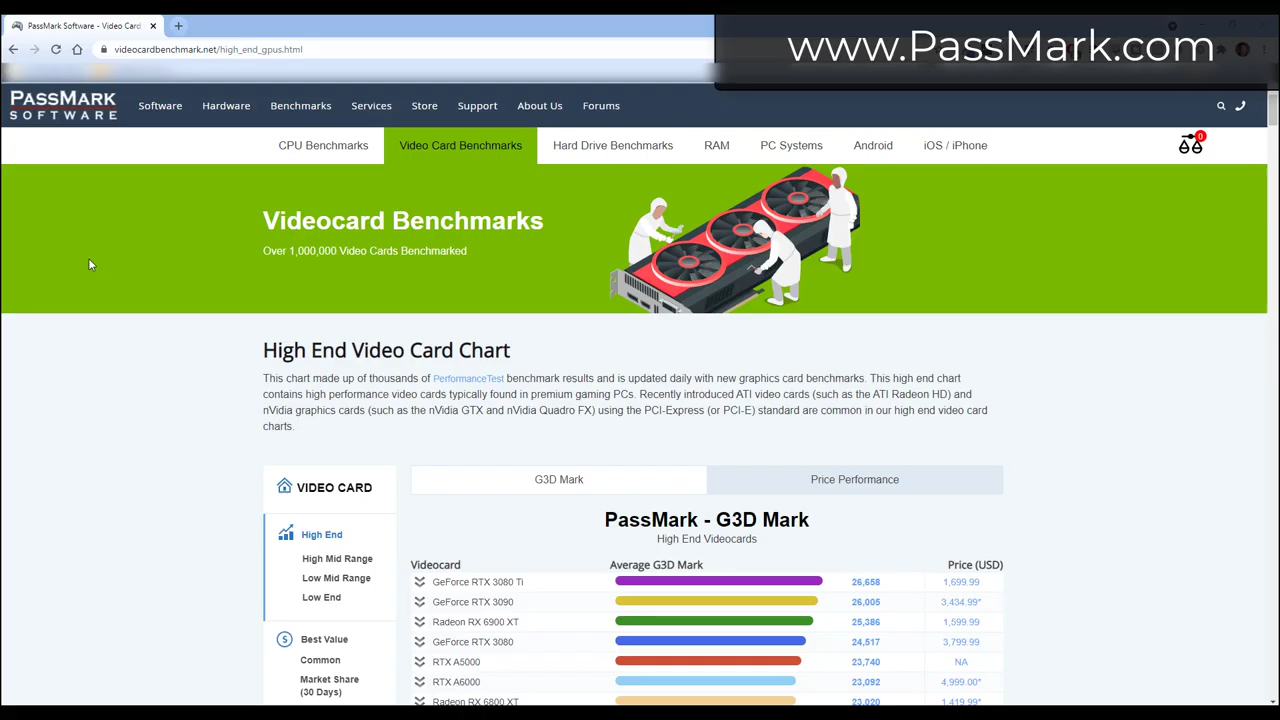 PassMark Software - Video Card
www.PassMark.com
videocardbenchmark.net/high_end_gpus.html
PASSMARK
SOFTWARE
Software Hardware Benchmarks Services Store Support About Us Forums
CPU Benchmarks Video Card Benchmarks Hard Drive Benchmarks RAM PC Systems Android iOS / iPhone 0
Videocard Benchmarks
Over 1,000,000 Video Cards Benchmarked
High End Video Card Chart
This chart made up of thousands of PerformanceTest benchmark results and is updated daily with new graphics card benchmarks. This high end chart
contains high performance video cards typically found in premium gaming PCs. Recently introduced ATI video cards (such as the ATI Radeon HD) and
nVidia graphics cards (such as the nVidia GTX and nVidia Quadro FX) using the PCI-Express (or PCI-E) standard are common in our high end video card
charts.
VIDEO CARD
High End
High Mid Range
Low Mid Range
Low End
Best Value
Common
Market Share
(30 Days)
G3D Mark Price Performance
PassMark - G3D Mark
High End Videocards
Videocard Average G3D Mark Price (USD)
GeForce RTX 3080 Ti 26,658 1,699.99
GeForce RTX 3090 26,005 3,434.99*
Radeon RX 6900 XT 25,386 1,599.99
GeForce RTX 3080 24,517 3,799.99
RTX A5000 23,740 NA
RTX A6000 23,092 4,999.00*
Radeon RX 6800 XT 23,020 1,419.99*